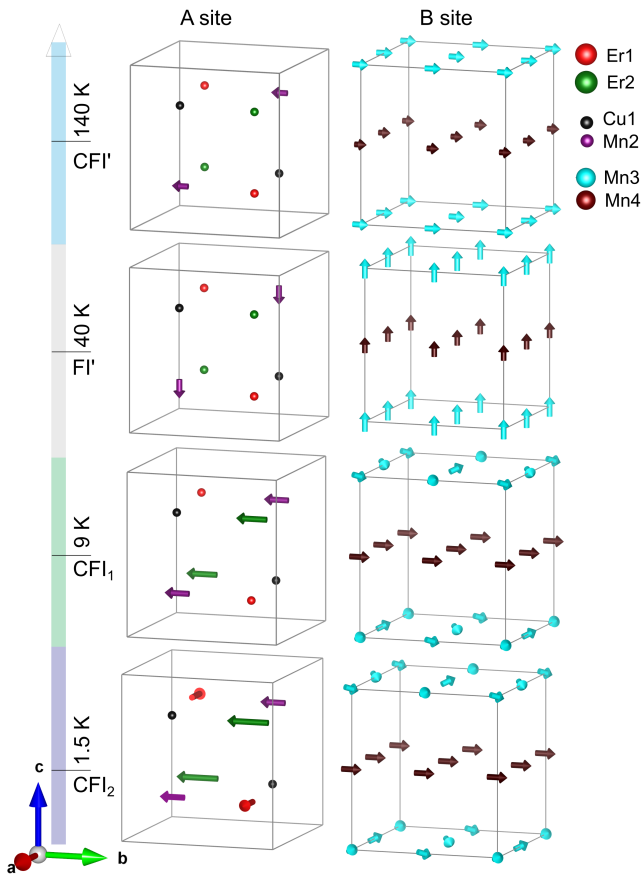 A site
B site
Er1
Er2
Cu1
Mn2
Mn3
Mn4
140 K
CFI'
40 K
FI'
9 K
CFI1
1.5 K
CFI2
c
a
b